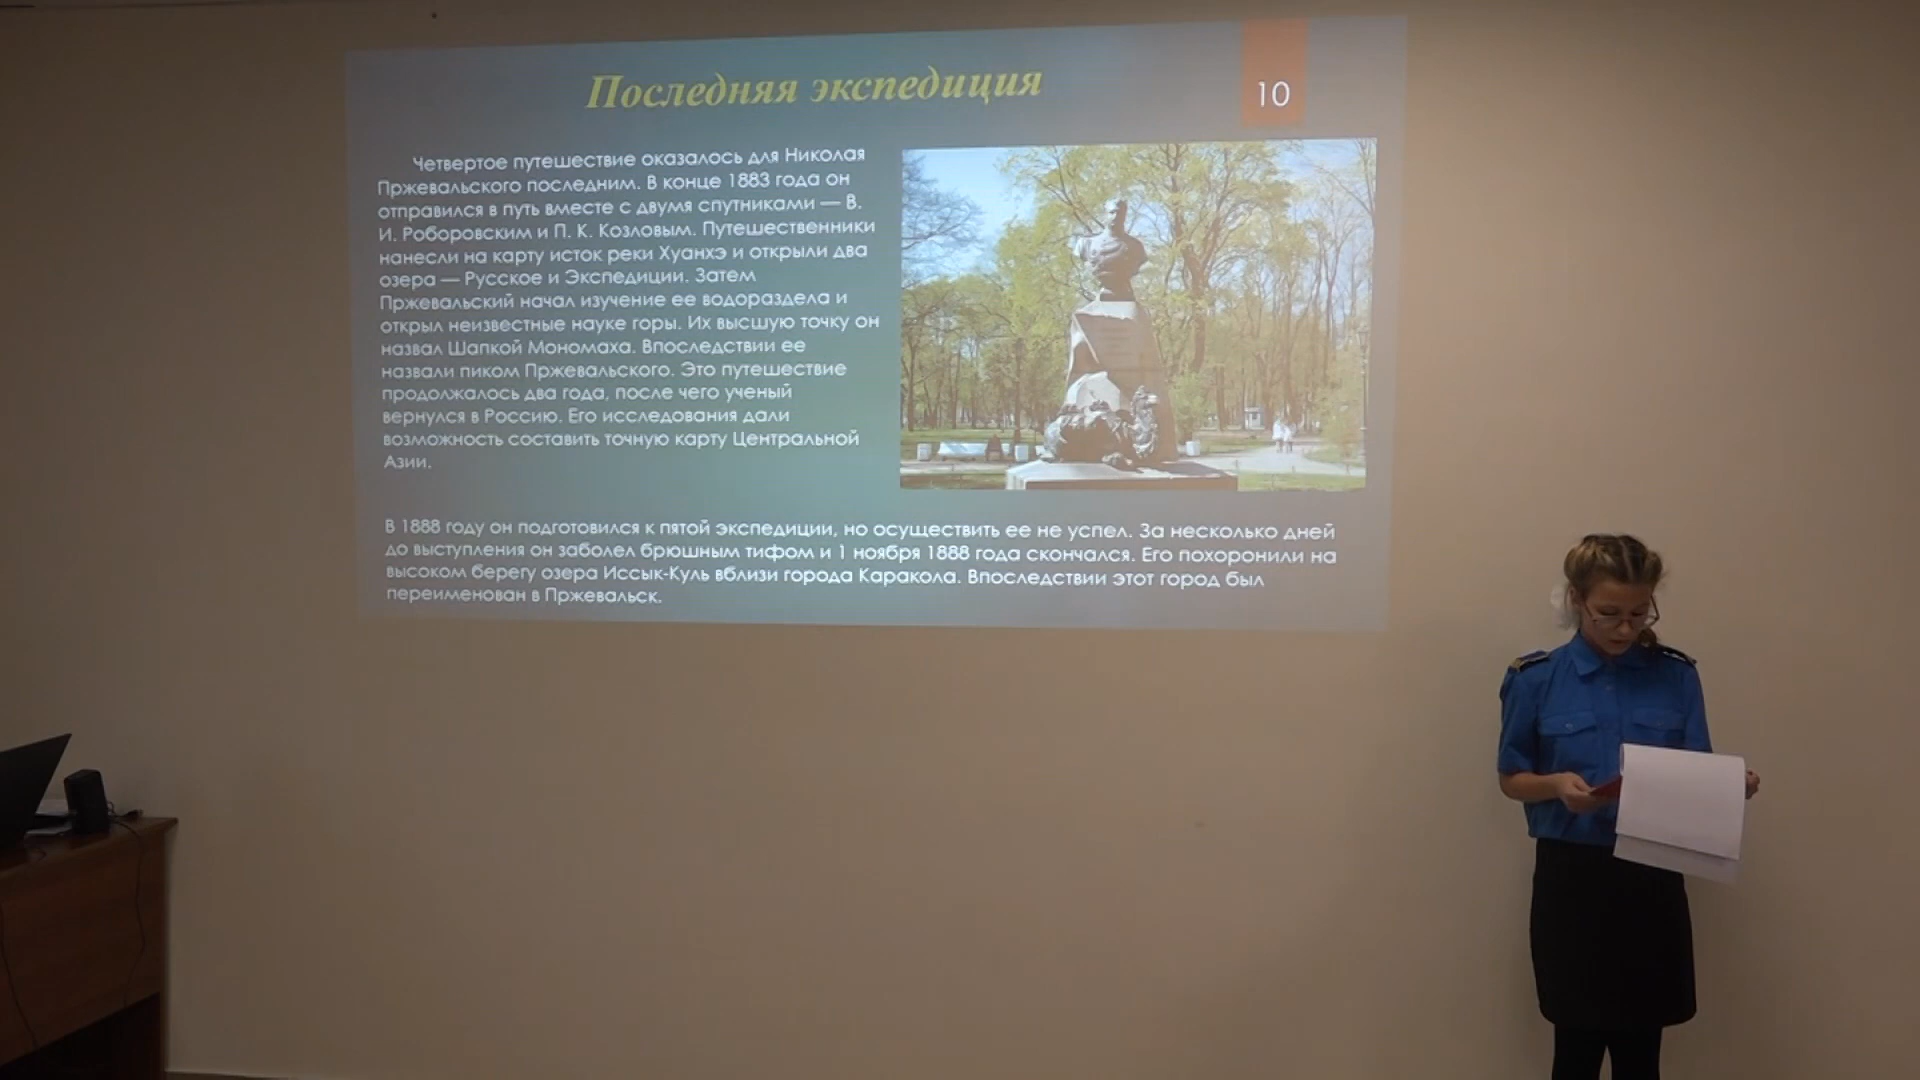 Последняя экспедиция
10
Четвертое путешествие оказалось для Николая
Пржевальского последним. В конце 1883 года он
отправился в путь вместе с двумя спутниками — В.
И. Роборовским и П. К. Козловым. Путешественники
нанесли на карту исток реки Хуанхэ и открыли два
озера — Русское и Экспедиции. Затем
Пржевальский начал изучение ее водораздела и
открыл неизвестные науке горы. Их высшую точку он
назвал Шапкой Мономаха. Впоследствии ее
назвали пиком Пржевальского. Это путешествие
продолжалось два года, после чего ученый
вернулся в Россию. Его исследования дали
возможность составить точную карту Центральной
Азии.
В 1888 году он подготовился к пятой экспедиции, но осуществить ее не успел. За несколько дней
до выступления он заболел брюшным тифом и 1 ноября 1888 года скончался. Его похоронили на
высоком берегу озера Иссык-Куль вблизи города Каракола. Впоследствии этот город был
переименован в Пржевальск.